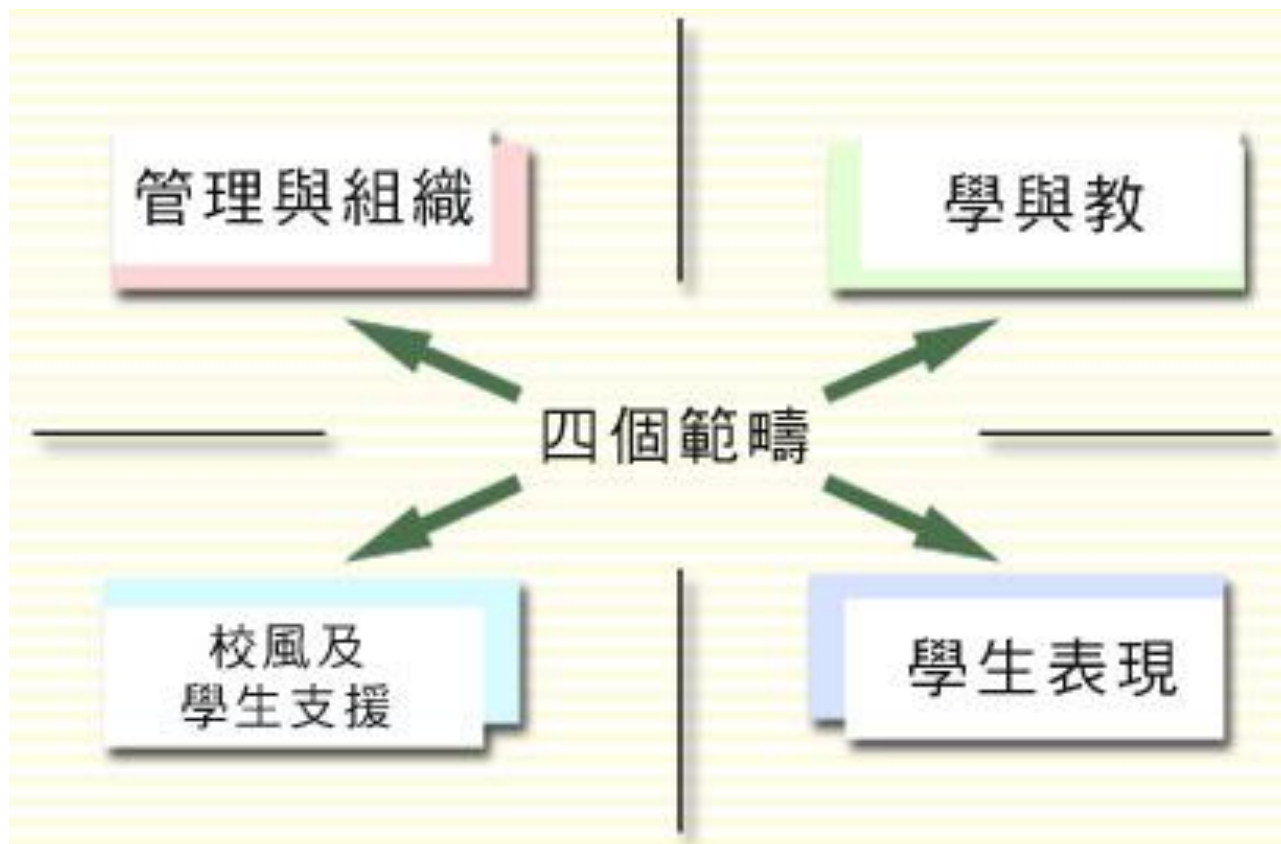 管理與組織
學與教
四個範疇
校風及
學生支援
學生表現